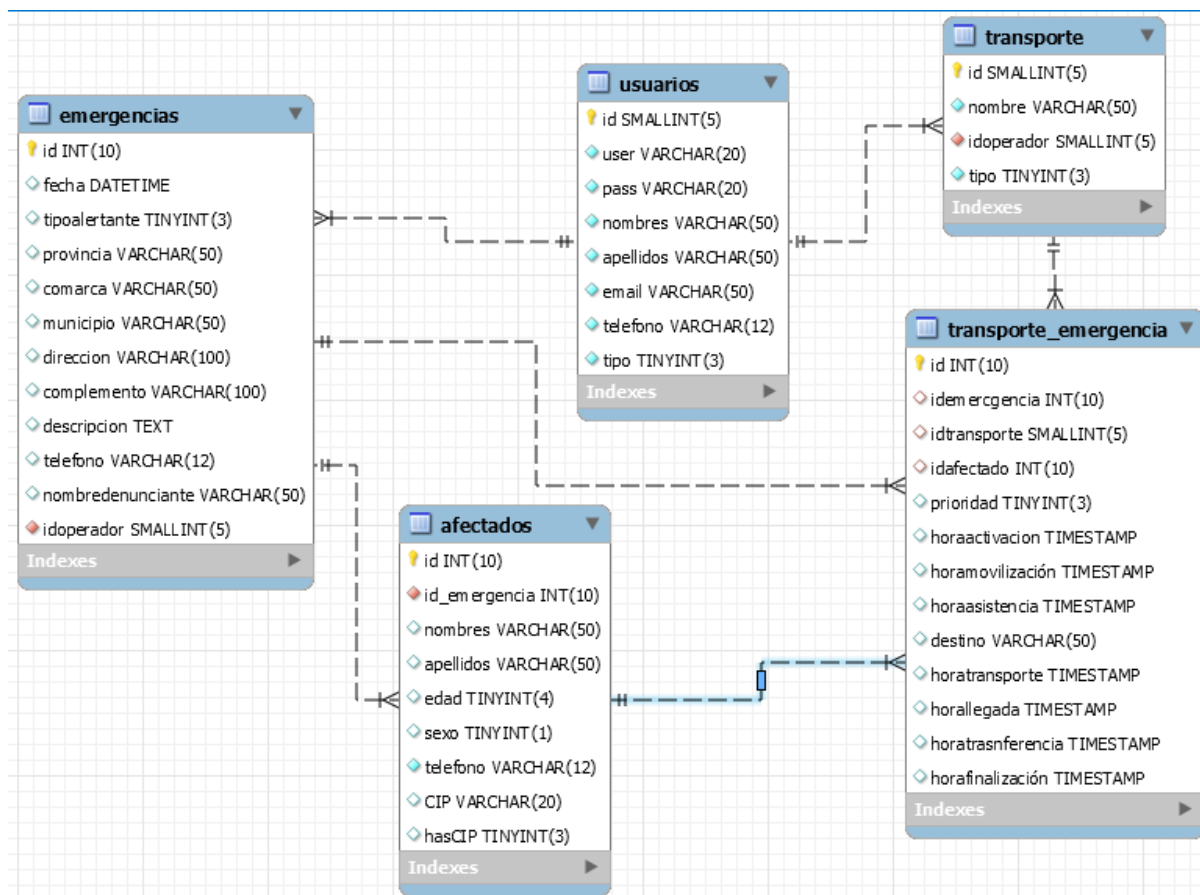 emergencias
id INT(10)
fecha DATETIME
tipoalertante TINYINT(3)
provincia VARCHAR(50)
comarca VARCHAR(50)
municipio VARCHAR(50)
direccion VARCHAR(100)
complemento VARCHAR(100)
descripcion TEXT
telefono VARCHAR(12)
nombredenunciante VARCHAR(50)
idoperador SMALLINT(5)
Indexes
usuarios
id SMALLINT(5)
user VARCHAR(20)
pass VARCHAR(20)
nombres VARCHAR(50)
apellidos VARCHAR(50)
email VARCHAR(50)
telefono VARCHAR(12)
tipo TINYINT(3)
Indexes
transporte
id SMALLINT(5)
nombre VARCHAR(50)
idoperador SMALLINT(5)
tipo TINYINT(3)
Indexes
afectados
id INT(10)
id_emergencia INT(10)
nombres VARCHAR(50)
apellidos VARCHAR(50)
edad TINYINT(4)
sexo TINYINT(1)
telefono VARCHAR(12)
CIP VARCHAR(20)
hasCIP TINYINT(3)
Indexes
transporte_emergencia
id INT(10)
idemercgencia INT(10)
idtransporte SMALLINT(5)
idafectado INT(10)
prioridad TINYINT(3)
horaactivacion TIMESTAMP
horamovilización TIMESTAMP
horaasistencia TIMESTAMP
destino VARCHAR(50)
horatransporte TIMESTAMP
horallegada TIMESTAMP
horatrasnferencia TIMESTAMP
horafinalización TIMESTAMP
Indexes